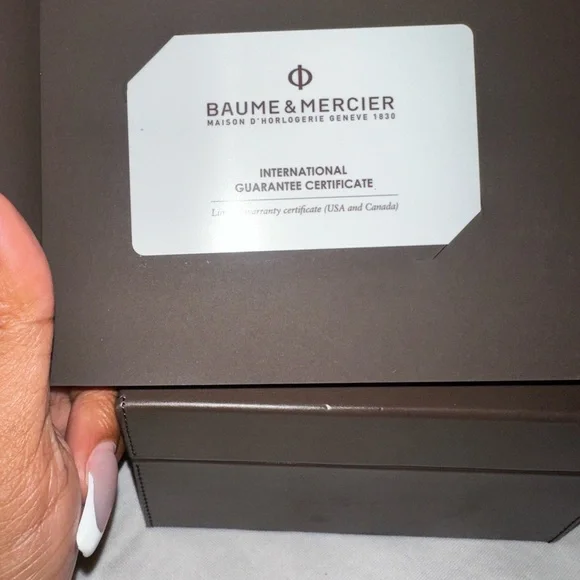 BAUME & MERCIER
MAISON D'HORLOGERIE GENEVE 1830
INTERNATIONAL
GUARANTEE CERTIFICATE
warranty certificate (USA and Canada)